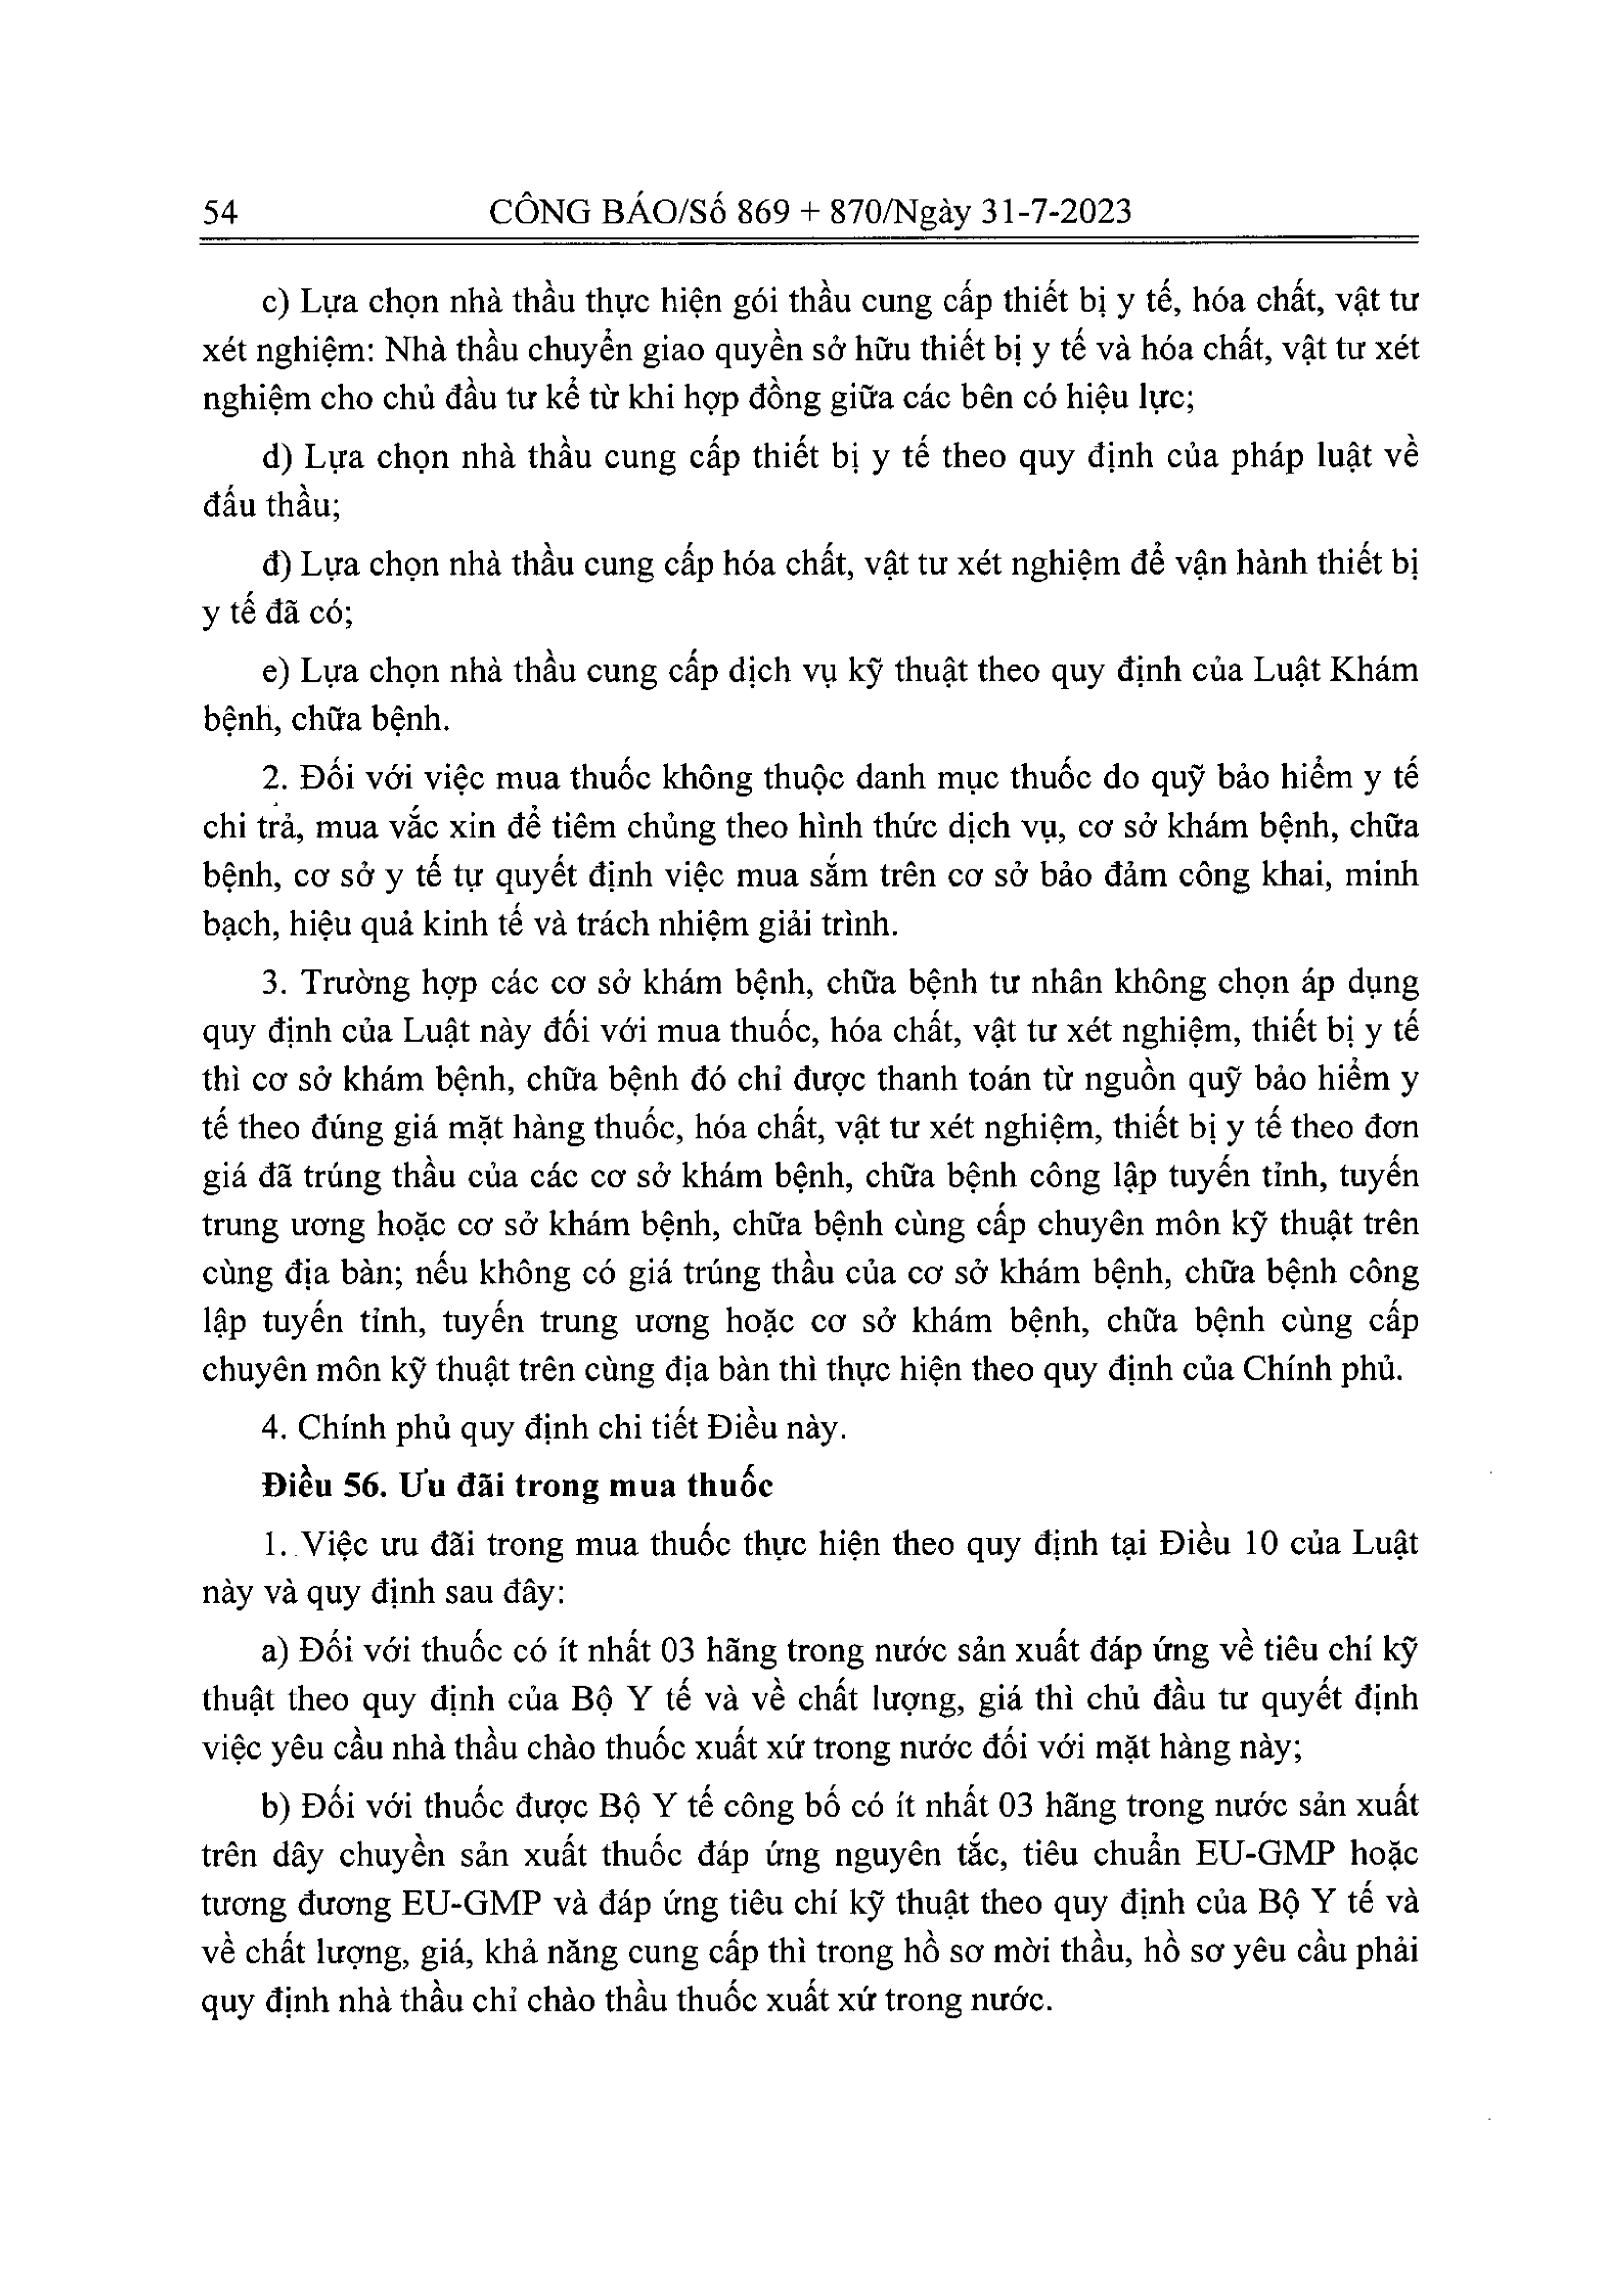 54 CÔNG BÁO/Số 869 + 870/Ngày 31-7-2023
c) Lựa chọn nhà thầu thực hiện gói thầu cung cấp thiết bị y tế, hóa chất, vật tư
xét nghiệm: Nhà thầu chuyển giao quyền sở hữu thiết bị y tế và hóa chất, vật tư xét
nghiệm cho chủ đầu tư kể từ khi hợp đồng giữa các bên có hiệu lực;
d) Lựa chọn nhà thầu cung cấp thiết bị y tế theo quy định của pháp luật về
đấu thầu;
đ) Lựa chọn nhà thầu cung cấp hóa chất, vật tư xét nghiệm để vận hành thiết bị
y tế đã có;
e) Lựa chọn nhà thầu cung cấp dịch vụ kỹ thuật theo quy định của Luật Khám
bệnh, chữa bệnh.
2. Đối với việc mua thuốc không thuộc danh mục thuốc do quỹ bảo hiểm y tế
chi trả, mua vắc xin để tiêm chủng theo hình thức dịch vụ, cơ sở khám bệnh, chữa
bệnh, cơ sở y tế tự quyết định việc mua sắm trên cơ sở bảo đảm công khai, minh
bạch, hiệu quả kinh tế và trách nhiệm giải trình.
3. Trường hợp các cơ sở khám bệnh, chữa bệnh tư nhân không chọn áp dụng
quy định của Luật này đối với mua thuốc, hóa chất, vật tư xét nghiệm, thiết bị y tế
thì cơ sở khám bệnh, chữa bệnh đó chỉ được thanh toán từ nguồn quỹ bảo hiểm y
tế theo đúng giá mặt hàng thuốc, hóa chất, vật tư xét nghiệm, thiết bị y tế theo đơn
giá đã trúng thầu của các cơ sở khám bệnh, chữa bệnh công lập tuyến tỉnh, tuyến
trung ương hoặc cơ sở khám bệnh, chữa bệnh cùng cấp chuyên môn kỹ thuật trên
cùng địa bàn; nếu không có giá trúng thầu của cơ sở khám bệnh, chữa bệnh công
lập tuyến tỉnh, tuyến trung ương hoặc cơ sở khám bệnh, chữa bệnh cùng cấp
chuyên môn kỹ thuật trên cùng địa bàn thì thực hiện theo quy định của Chính phủ.
4. Chính phủ quy định chi tiết Điều này.
Điều 56. Ưu đãi trong mua thuốc
1. Việc ưu đãi trong mua thuốc thực hiện theo quy định tại Điều 10 của Luật
này và quy định sau đây:
a) Đối với thuốc có ít nhất 03 hãng trong nước sản xuất đáp ứng về tiêu chí kỹ
thuật theo quy định của Bộ Y tế và về chất lượng, giá thì chủ đầu tư quyết định
việc yêu cầu nhà thầu chào thuốc xuất xứ trong nước đối với mặt hàng này;
b) Đối với thuốc được Bộ Y tế công bố có ít nhất 03 hãng trong nước sản xuất
trên dây chuyền sản xuất thuốc đáp ứng nguyên tắc, tiêu chuẩn EU-GMP hoặc
tương đương EU-GMP và đáp ứng tiêu chí kỹ thuật theo quy định của Bộ Y tế và
về chất lượng, giá, khả năng cung cấp thì trong hồ sơ mời thầu, hồ sơ yêu cầu phải
quy định nhà thầu chỉ chào thầu thuốc xuất xứ trong nước.